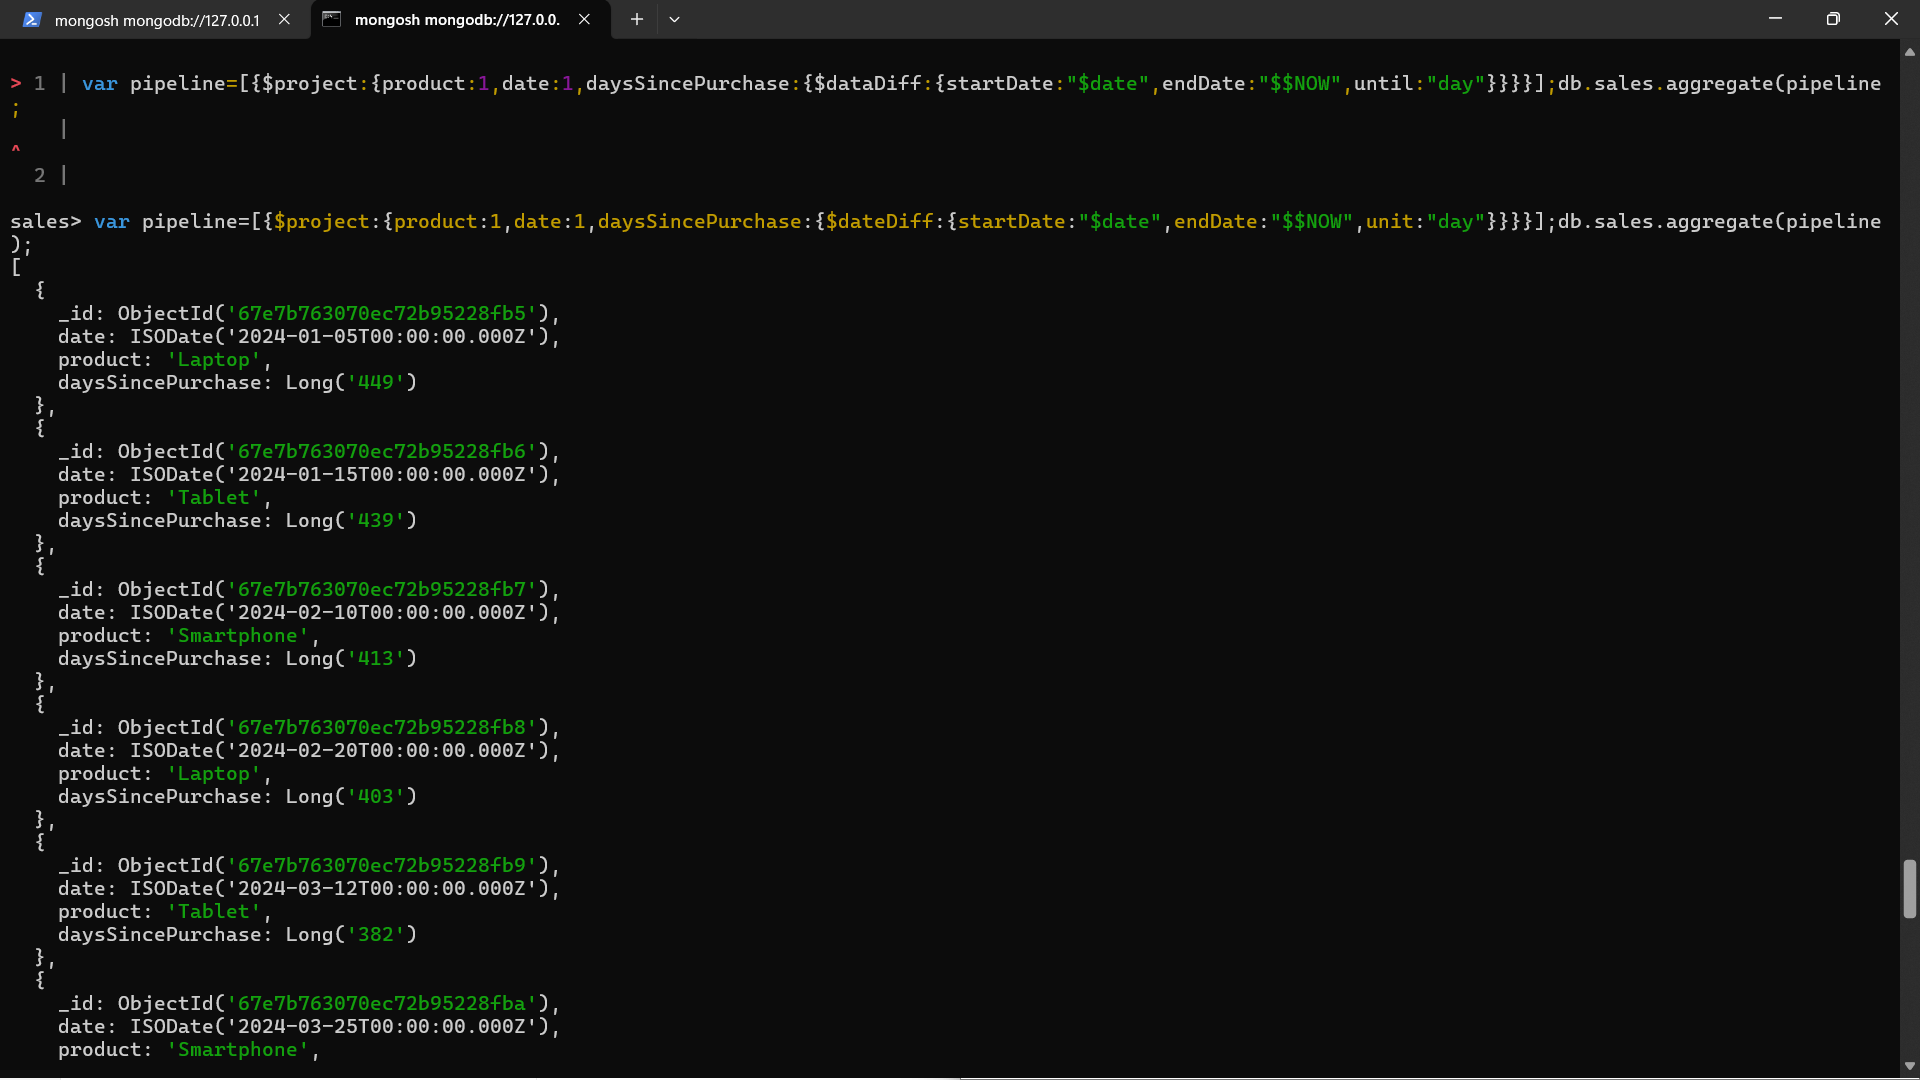 mongosh mongodb://127.0.0.1
mongosh mongodb://127.0.0.
> 1 | var pipeline=[{$project:{product:1,date:1,daysSincePurchase:{$dataDiff:{startDate:"$date",endDate:"$$NOW",until:"day"}}}}];db.sales.aggregate(pipeline
;
|
^
2 |
sales> var pipeline=[{$project:{product:1,date:1,daysSincePurchase:{$dateDiff:{startDate:"$date",endDate:"$$NOW",unit:"day"}}}}];db.sales.aggregate(pipeline
);
[
{
_id: ObjectId('67e7b763070ec72b95228fb5'),
date: ISODate('2024-01-05T00:00:00.000Z'),
product: 'Laptop',
daysSincePurchase: Long('449')
},
{
_id: ObjectId('67e7b763070ec72b95228fb6'),
date: ISODate('2024-01-15T00:00:00.000Z'),
product: 'Tablet',
daysSincePurchase: Long('439')
},
{
_id: ObjectId('67e7b763070ec72b95228fb7'),
date: ISODate('2024-02-10T00:00:00.000Z'),
product: 'Smartphone',
daysSincePurchase: Long('413')
},
{
_id: ObjectId('67e7b763070ec72b95228fb8'),
date: ISODate('2024-02-20T00:00:00.000Z'),
product: 'Laptop',
daysSincePurchase: Long('403')
},
{
_id: ObjectId('67e7b763070ec72b95228fb9'),
date: ISODate('2024-03-12T00:00:00.000Z'),
product: 'Tablet',
daysSincePurchase: Long('382')
},
{
_id: ObjectId('67e7b763070ec72b95228fba'),
date: ISODate('2024-03-25T00:00:00.000Z'),
product: 'Smartphone',